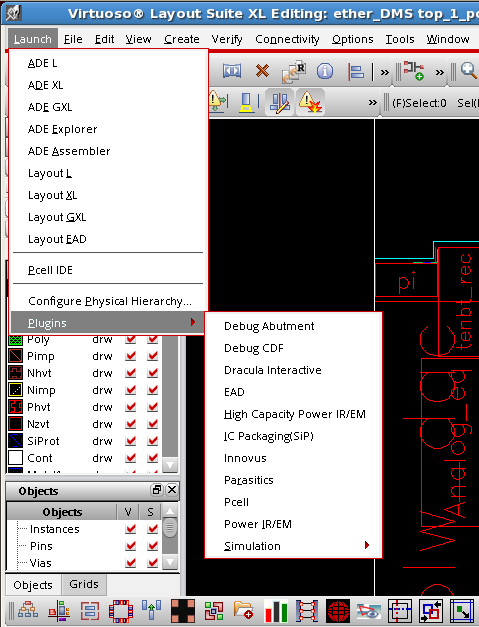 Virtuoso® Layout Suite XL Editing: ether_DMS top_1_p
Launch File Edit View Create Verify Connectivity Options Tools Window
ADE L
ADE XL
ADE GXL
ADE Explorer
ADE Assembler
Layout L
Layout XL
Layout GXL
Layout EAD
Pcell IDE
Configure Physical Hierarchy...
Plugins
» » »
(F)Select:0 Sel(
Debug Abutment
Debug CDF
Dracula Interactive
EAD
High Capacity Power IR/EM
IC Packaging(SiP)
Innovus
Parasitics
Pcell
Power IR/EM
Simulation
Poly drw
Pimp drw
Nhvt drw
Nimp drw
Phvt drw
Nzvt drw
SiProt drw
Cont drw
Objects
Objects V S
Instances
Pins
Vias
Objects Grids
pi
tenbt_rec
Analog_eq